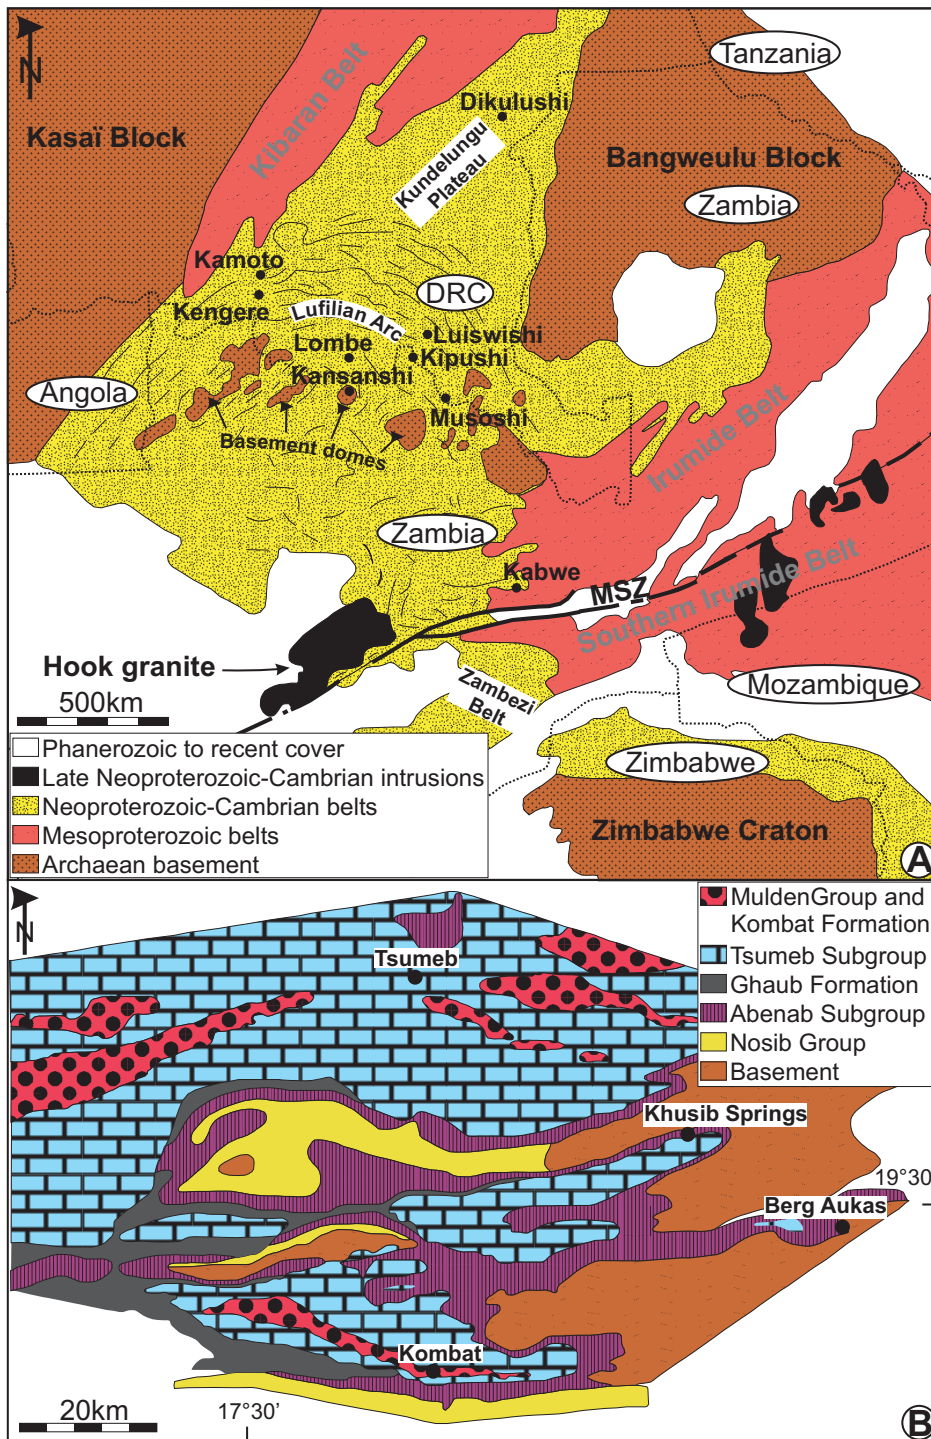 N
Tanzania
Kibaran Belt
Dikulushi
Kasaï Block
Kundelungu
Plateau
Bangweulu Block
Zambia
Kamoto
DRC
Kengere
Lufilian Arc
Luiswishi
Lombe
Kipushi
Kansanshi
Angola
Musoshi
Basement domes
Irumide Belt
Zambia
Kabwe
MSZ
Southern Irumide Belt
Hook granite
Zambezi
Belt
Mozambique
500km
Phanerozoic to recent cover
Late Neoproterozoic-Cambrian intrusions
Neoproterozoic-Cambrian belts
Mesoproterozoic belts
Archaean basement
Zimbabwe
Zimbabwe Craton
A
N
MuldenGroup and
Kombat Formation
Tsumeb Subgroup
Ghaub Formation
Abenab Subgroup
Nosib Group
Basement
Tsumeb
Khusib Springs
19°30
Berg Aukas
Kombat
20km
17°30'
B